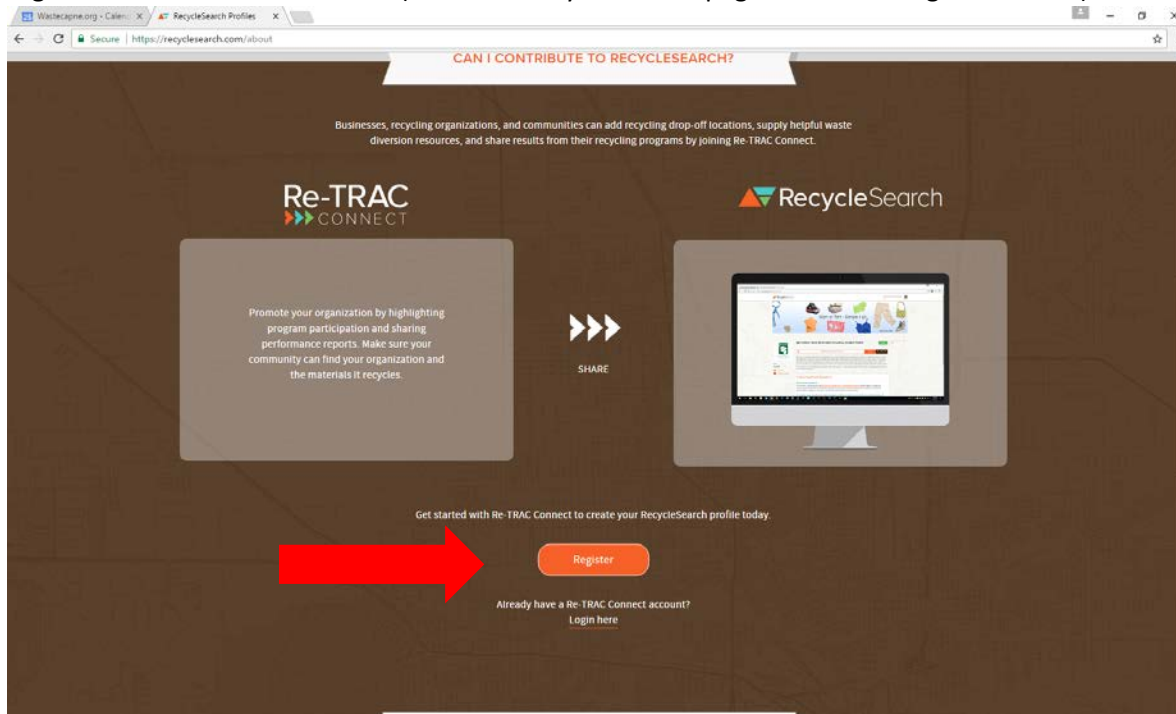 Wastecapne.org - Calend
RecycleSearch Profiles
Secure | https://recyclesearch.com/about
CAN I CONTRIBUTE TO RECYCLESEARCH?
Businesses, recycling organizations, and communities can add recycling drop-off locations, supply helpful waste
diversion resources, and share results from their recycling programs by joining Re-TRAC Connect.
Re-TRAC
CONNECT
RecycleSearch
Promote your organization by highlighting
program participation and sharing
performance reports. Make sure your
community can find your organization and
the materials it recycles.
SHARE
Get started with Re-TRAC Connect to create your RecycleSearch profile today.
Register
Already have a Re-TRAC Connect account?
Login here